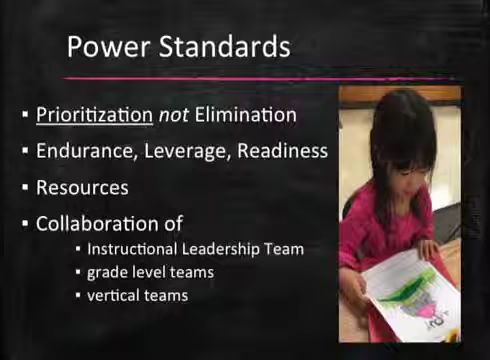 Power Standards
▪ Prioritization not Elimination
▪ Endurance, Leverage, Readiness
▪ Resources
▪ Collaboration of
▪ Instructional Leadership Team
▪ grade level teams
▪ vertical teams